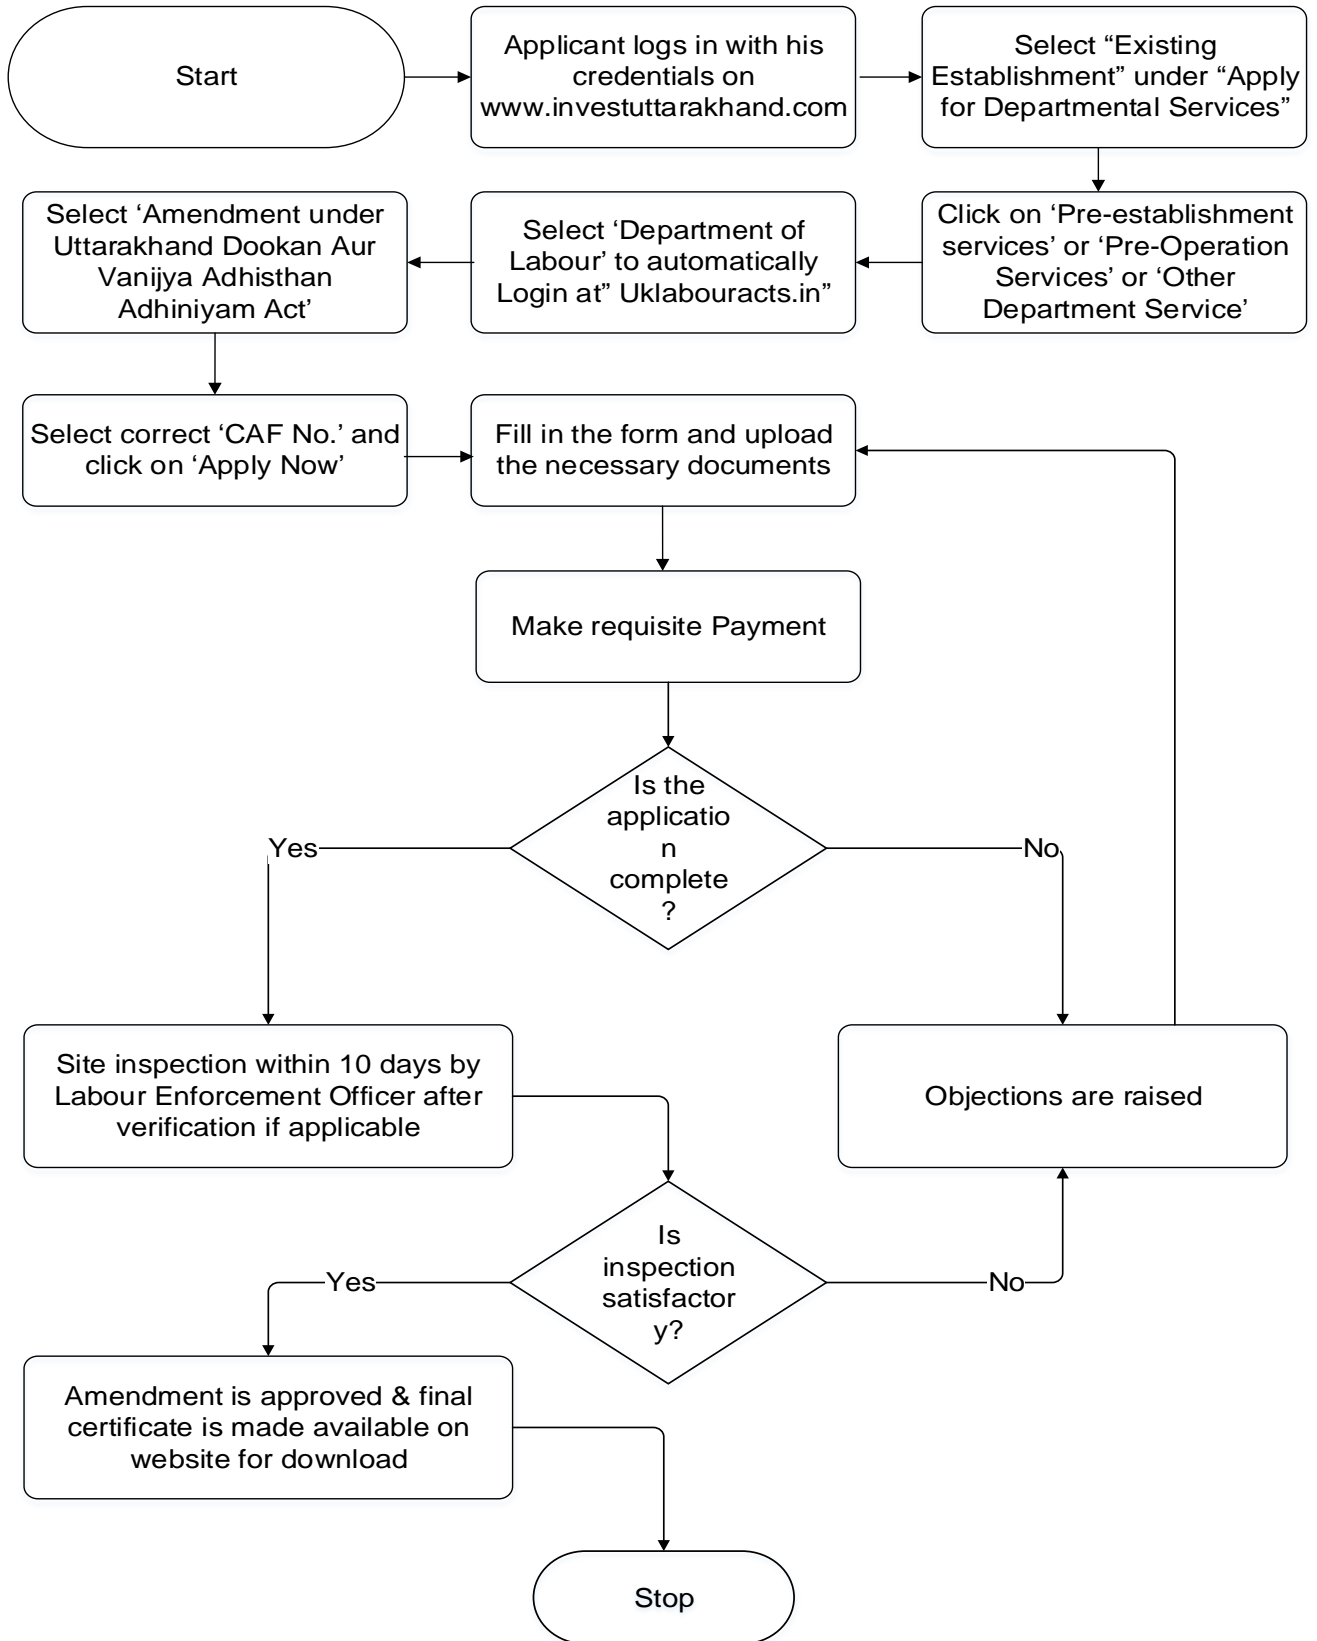 Start
Applicant logs in with his
credentials on
www.investuttarakhand.com
Select “Existing
Establishment” under “Apply
for Departmental Services”
Click on ‘Pre-establishment
services’ or ‘Pre-Operation
Services’ or ‘Other
Department Service’
Select ‘Department of
Labour’ to automatically
Login at” Uklabouracts.in”
Select ‘Amendment under
Uttarakhand Dookan Aur
Vanijya Adhisthan
Adhiniyam Act’
Select correct ‘CAF No.’ and
click on ‘Apply Now’
Fill in the form and upload
the necessary documents
Make requisite Payment
Is the
applicatio
n
complete
?
Yes
No
Site inspection within 10 days by
Labour Enforcement Officer after
verification if applicable
Objections are raised
Is
inspection
satisfactor
y?
Yes
No
Amendment is approved & final
certificate is made available on
website for download
Stop